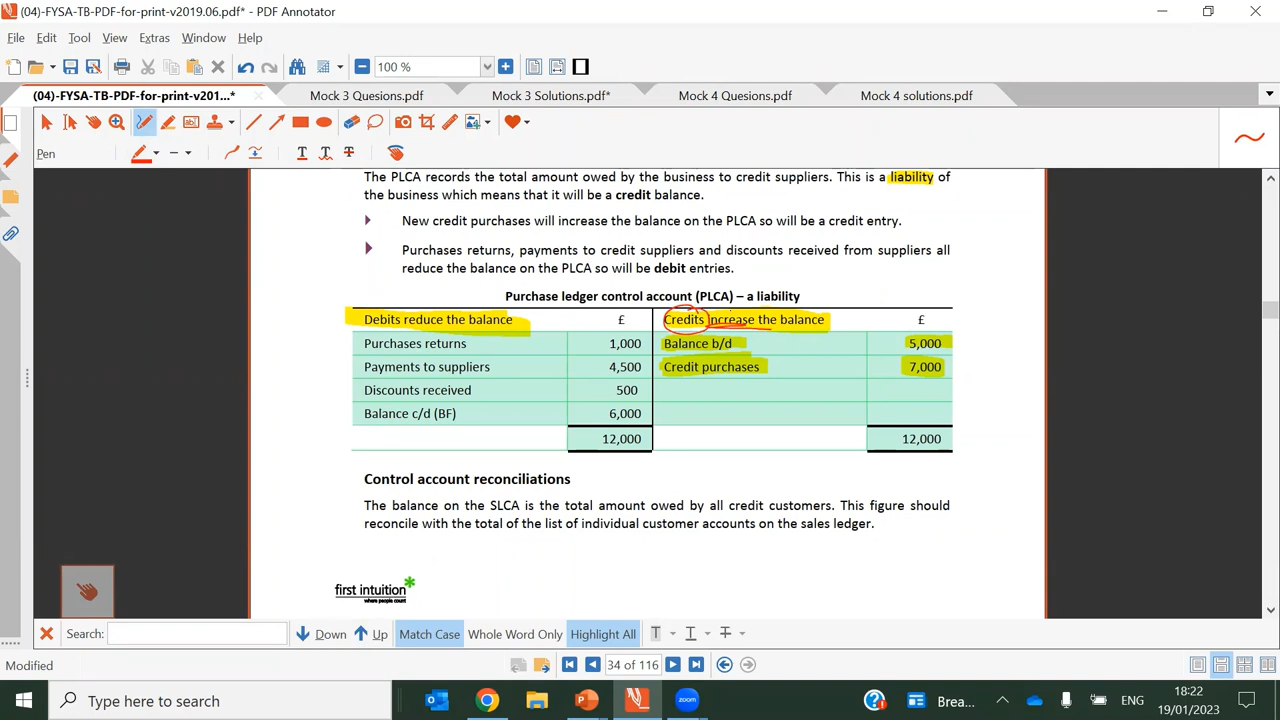 (04)-FYSA-TB-PDF-for-print-v2019.06.pdf* - PDF Annotator
File Edit Tool View Extras Window Help
100 %
(04)-FYSA-TB-PDF-for-print-v201...* Mock 3 Quesions.pdf Mock 3 Solutions.pdf* Mock 4 Quesions.pdf Mock 4 solutions.pdf
Pen
The PLCA records the total amount owed by the business to credit suppliers. This is a liability of
the business which means that it will be a credit balance.
New credit purchases will increase the balance on the PLCA so will be a credit entry.
Purchases returns, payments to credit suppliers and discounts received from suppliers all
reduce the balance on the PLCA so will be debit entries.
Purchase ledger control account (PLCA) – a liability
Debits reduce the balance £ Credits increase the balance £
Purchases returns 1,000 Balance b/d 5,000
Payments to suppliers 4,500 Credit purchases 7,000
Discounts received 500
Balance c/d (BF) 6,000
12,000 12,000
Control account reconciliations
The balance on the SLCA is the total amount owed by all credit customers. This figure should
reconcile with the total of the list of individual customer accounts on the sales ledger.
first intuition
where people count
Search: Down Up Match Case Whole Word Only Highlight All T T T
Modified 34 of 116
Type here to search Brea... ENG 18:22
19/01/2023